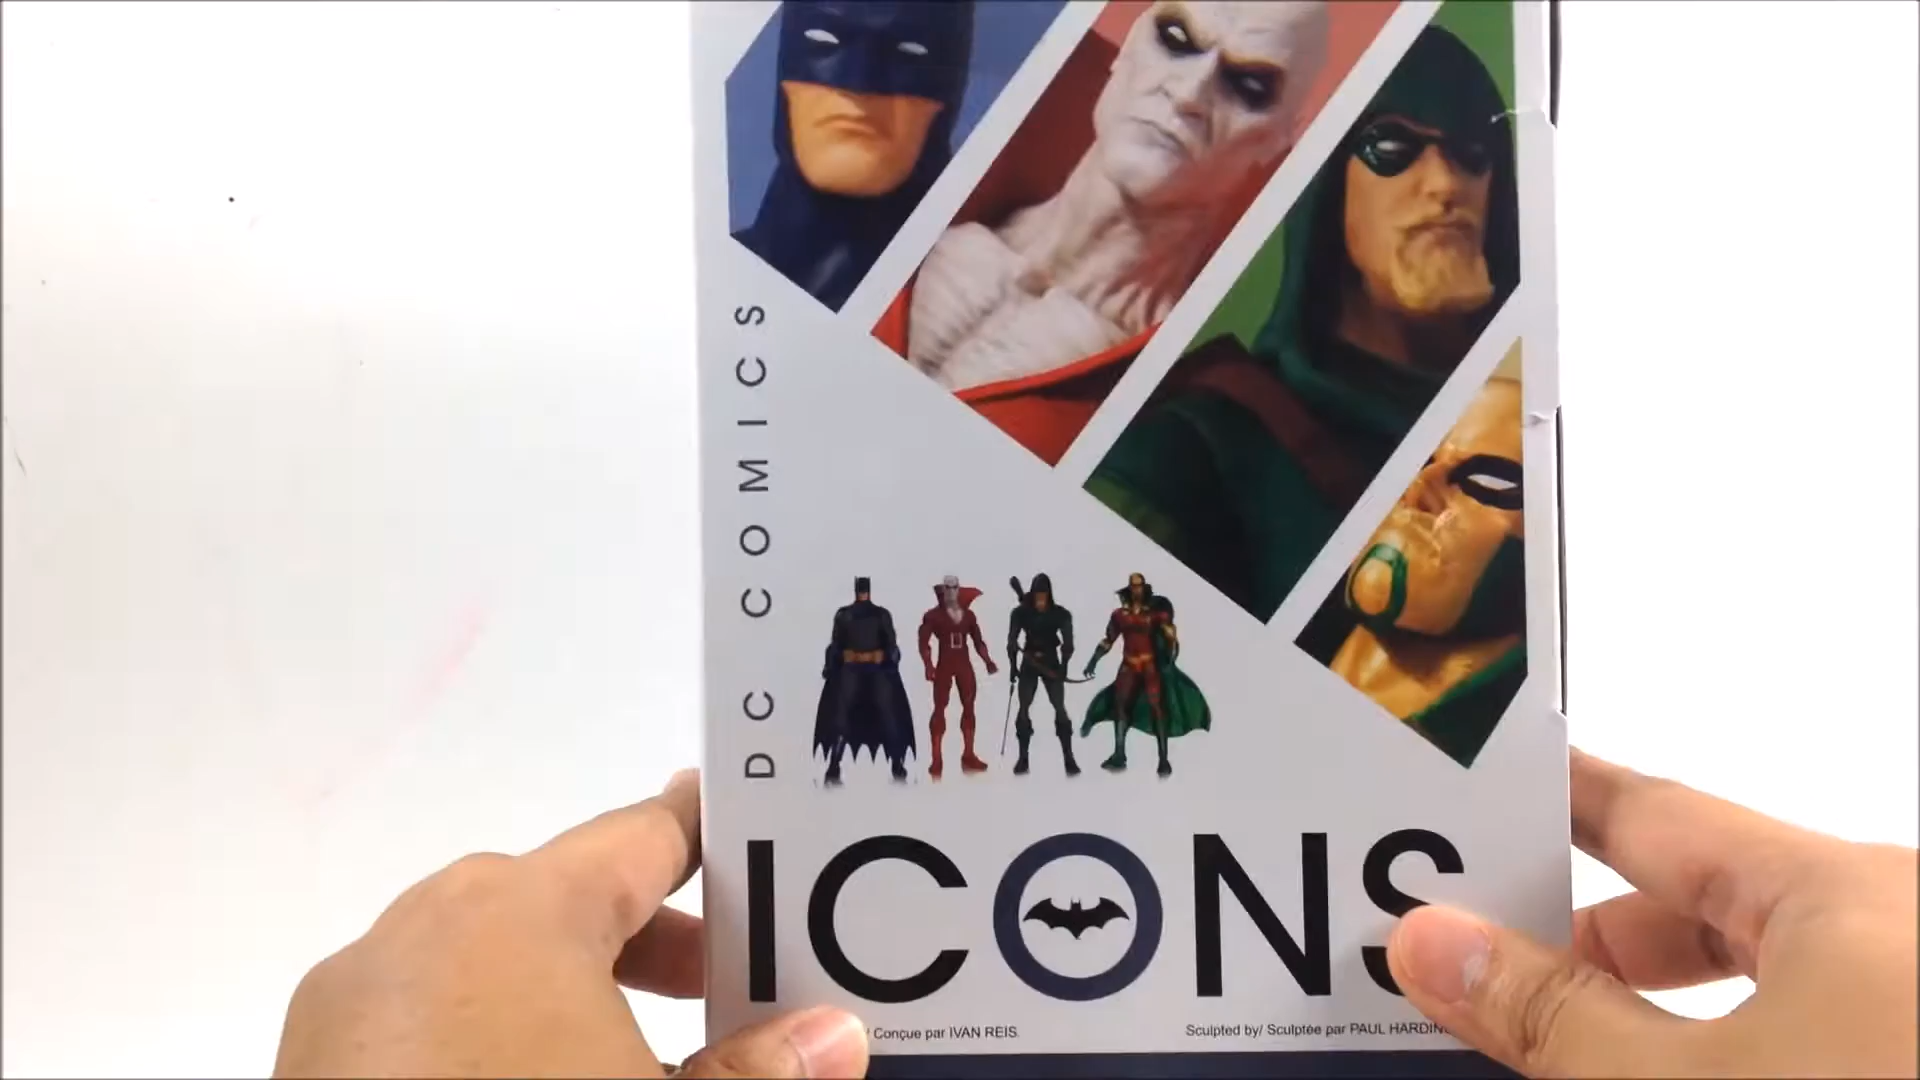 DC COMICS
ICONS
/ Conçue par IVAN REIS.
Sculpted by/ Sculptée par PAUL HARDING